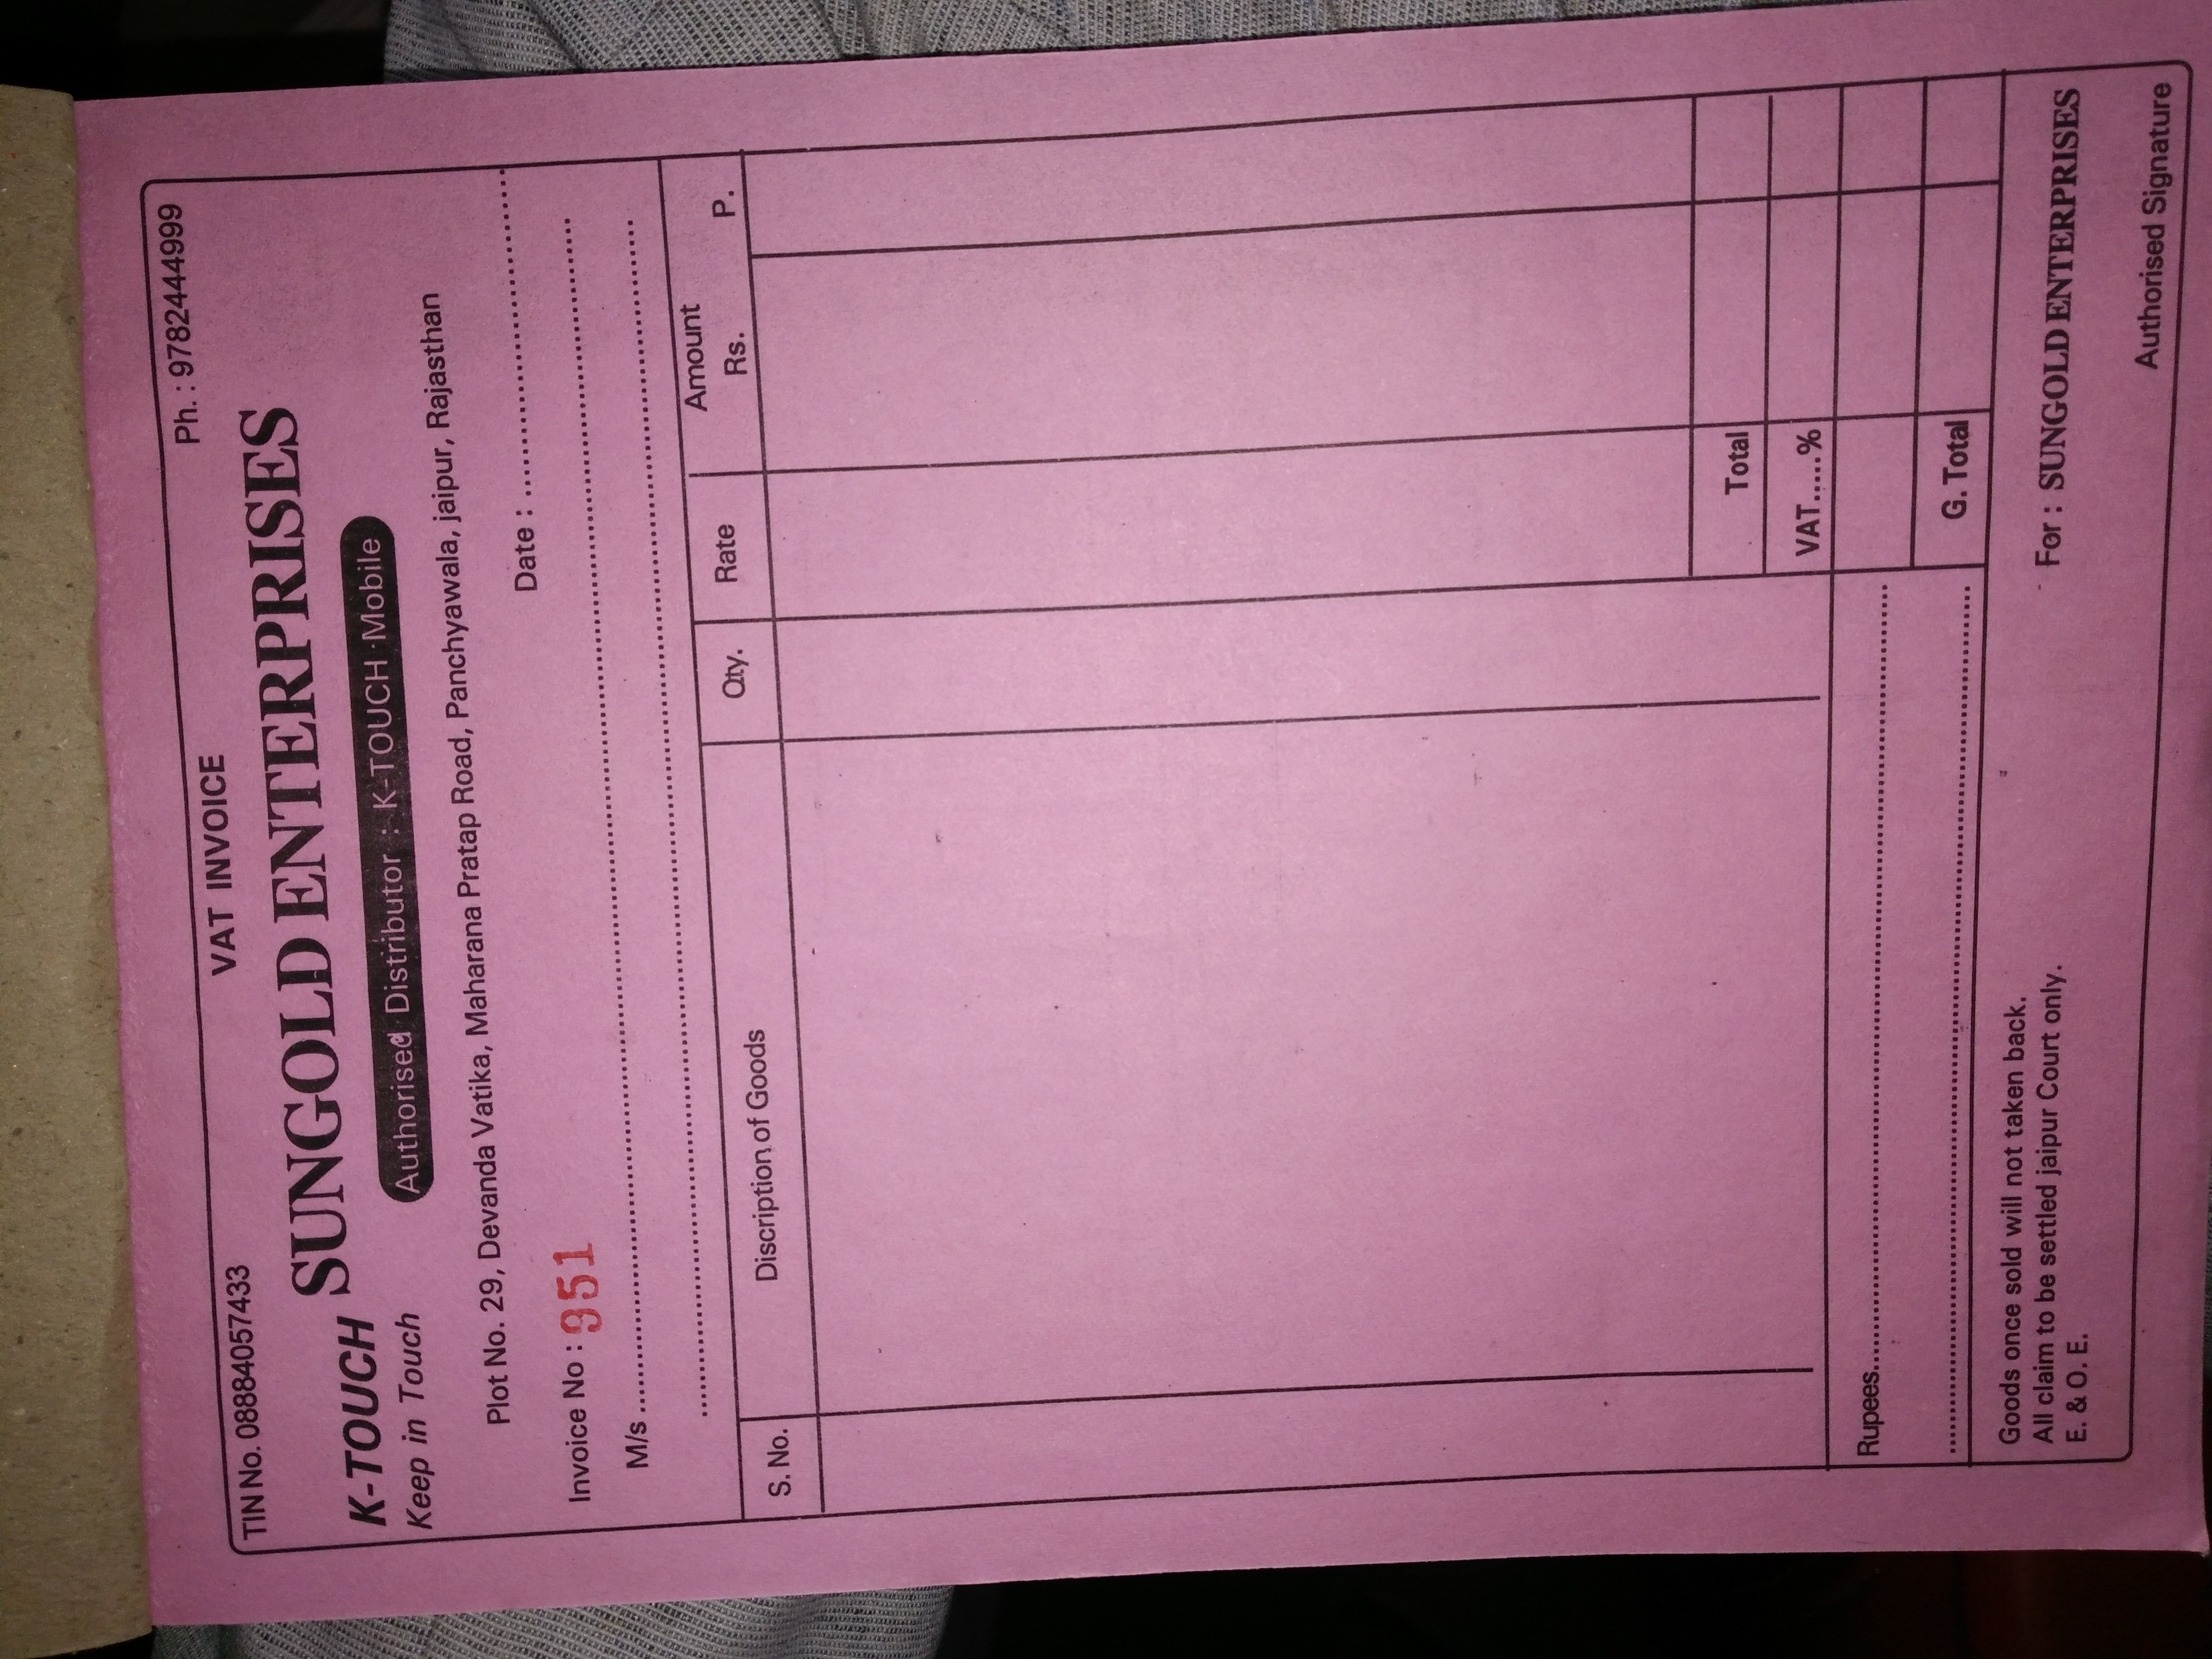 TIN No. 08884057433 VAT INVOICE Ph. : 9782444999
SUNGOLD ENTERPRISES
K-TOUCH
Keep in Touch
Authorised Distributor : K-TOUCH Mobile
Plot No. 29, Devanda Vatika, Maharana Pratap Road, Panchyawala, jaipur, Rajasthan
Date : ..............................
Invoice No : 951
M/s ............................................................
............................................................
S. No. Discription of Goods Qty. Rate Amount
Rs. P.
Total
VAT.....%
Rupees............................................................
............................................................
G. Total
Goods once sold will not taken back.
All claim to be settled jaipur Court only.
E. & O. E.
For : SUNGOLD ENTERPRISES
Authorised Signature